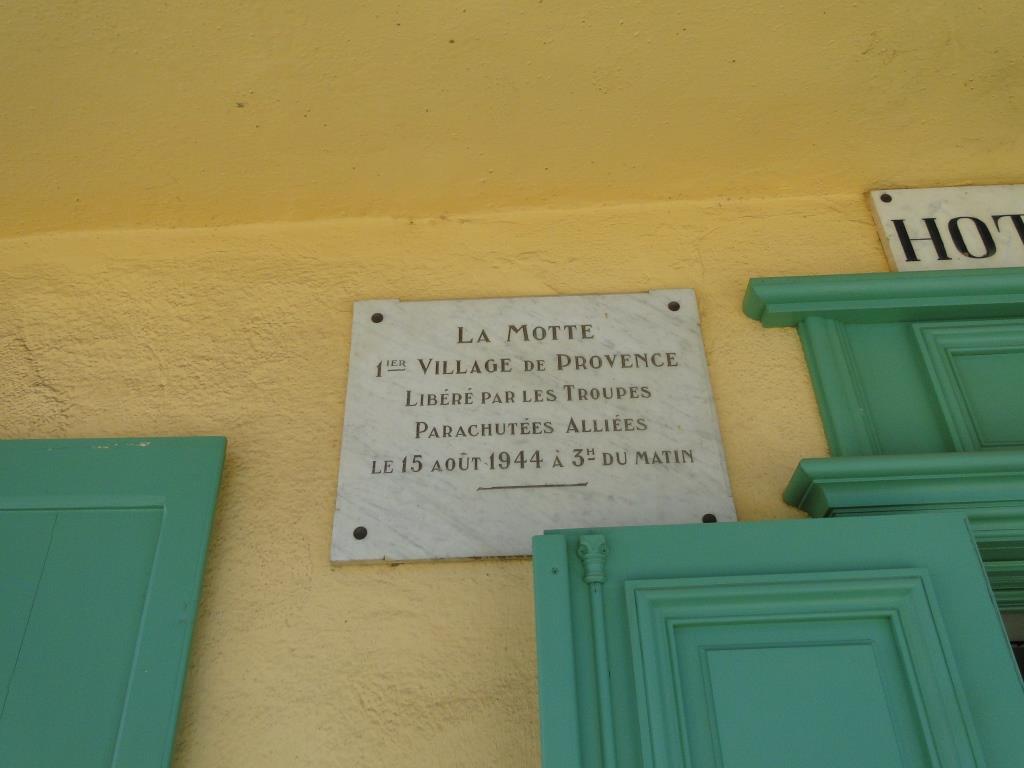 LA MOTTE
1IER VILLAGE DE PROVENCE
LIBÉRÉ PAR LES TROUPES
PARACHUTÉES ALLIÉES
LE 15 AOÛT 1944 À 3H DU MATIN
HOT